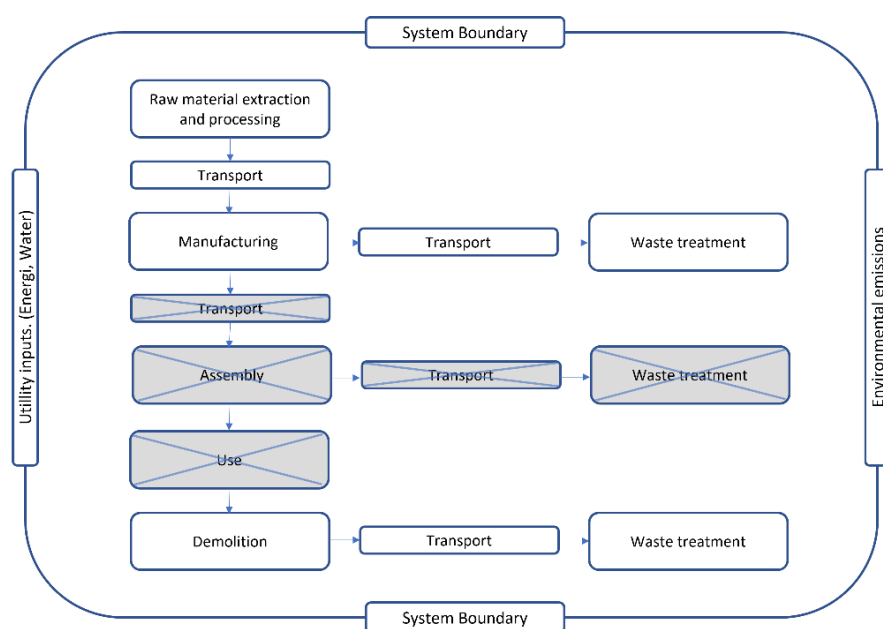 System Boundary
Raw material extraction
and processing
Transport
Manufacturing
Transport
Waste treatment
Transport
Assembly
Transport
Waste treatment
Use
Demolition
Transport
Waste treatment
System Boundary
Utillity inputs. (Energi, Water)
Environmental emissions